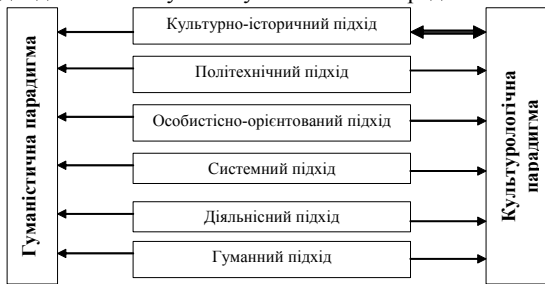 Культурно-історичний підхід
Політехнічний підхід
Особистісно-орієнтований підхід
Системний підхід
Діяльнісний підхід
Гуманний підхід
Гуманістична парадигма
Культурологічна
парадигма